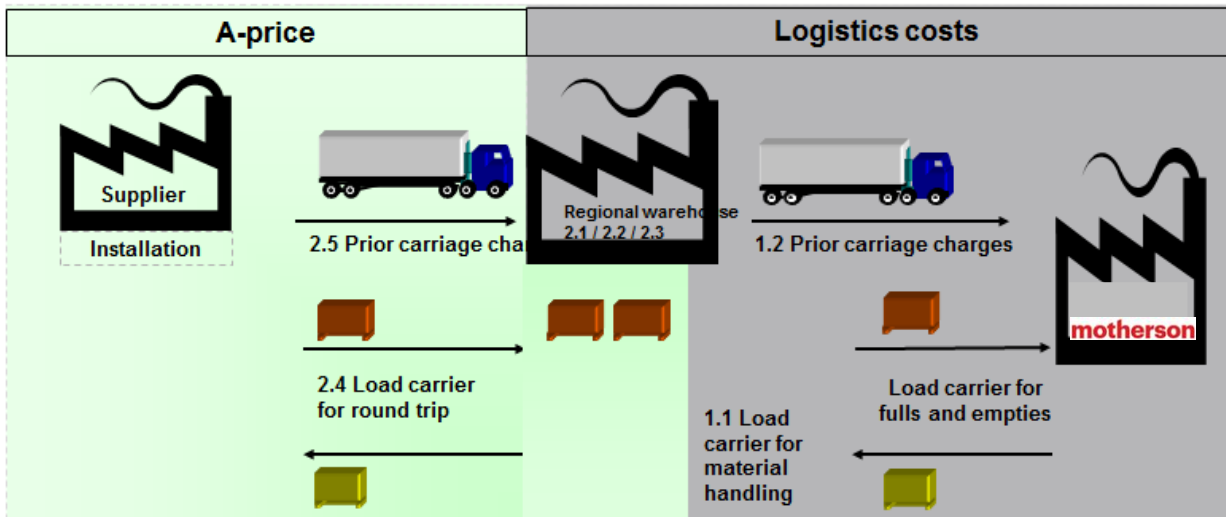 A-price
Logistics costs
Supplier
Installation
2.5 Prior carriage cha
Regional warehouse
2.1 / 2.2 / 2.3
1.2 Prior carriage charges
motherson
2.4 Load carrier
for round trip
1.1 Load
carrier for
material
handling
Load carrier for
fulls and empties